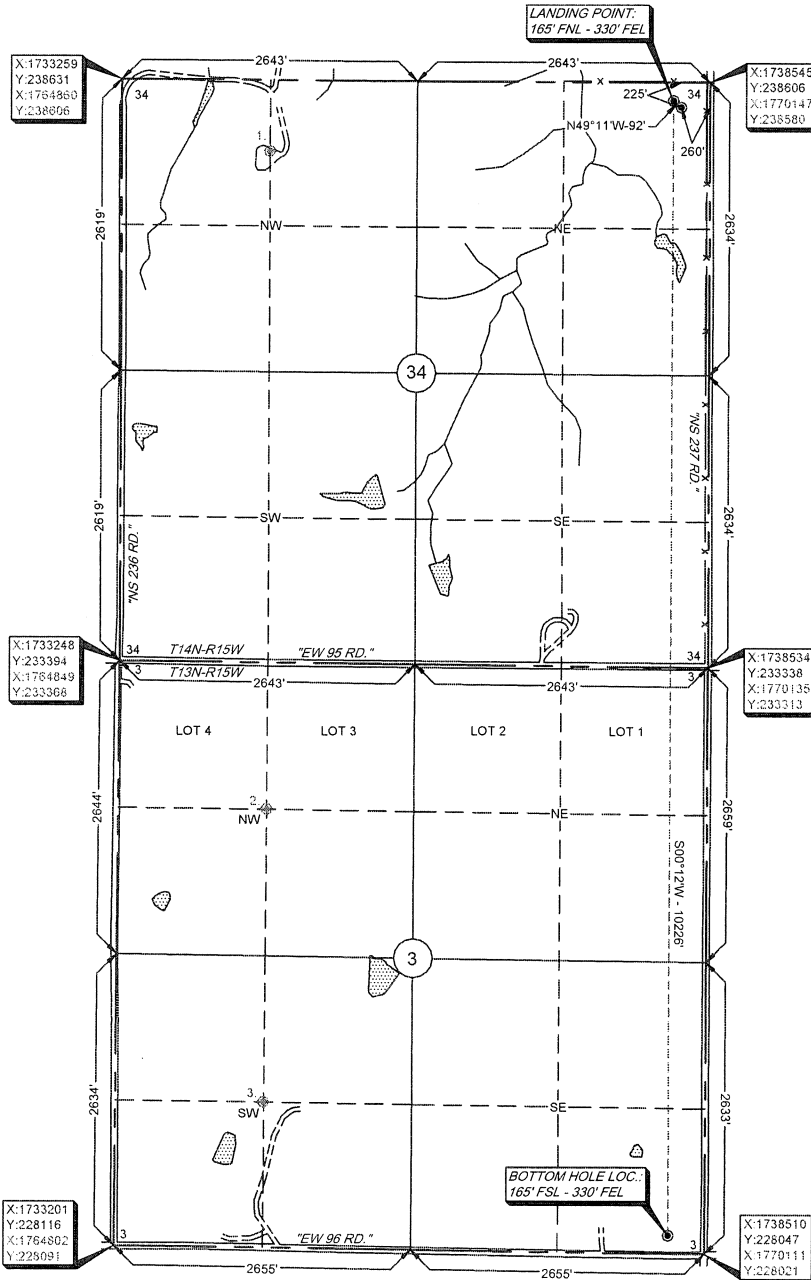 LANDING POINT:
165' FNL - 330' FEL
X:1733259
Y:238631
X:1764860
Y:238606
2643'
2643'
X:1738545
Y:238606
X:1770147
Y:238580
34
225'
34
N49°11'W-92'
260'
1.
2619'
NW
NE
2634'
34
"NS 237 RD."
2619'
SW
SE
2634'
"NS 236 RD."
X:1733248
Y:233394
X:1764849
Y:233368
34
T14N-R15W
"EW 95 RD."
34
3
T13N-R15W
3
2643'
2643'
X:1738534
Y:233338
X:1770135
Y:233313
LOT 4
LOT 3
LOT 2
LOT 1
2644'
2.
NW
NE
2659'
S00°12'W - 10226'
3
2634'
3.
SW
SE
2633'
BOTTOM HOLE LOC.:
165' FSL - 330' FEL
X:1733201
Y:228116
X:1764802
Y:228091
3
"EW 96 RD."
3
2655'
2655'
X:1738510
Y:228047
X:1770111
Y:228021